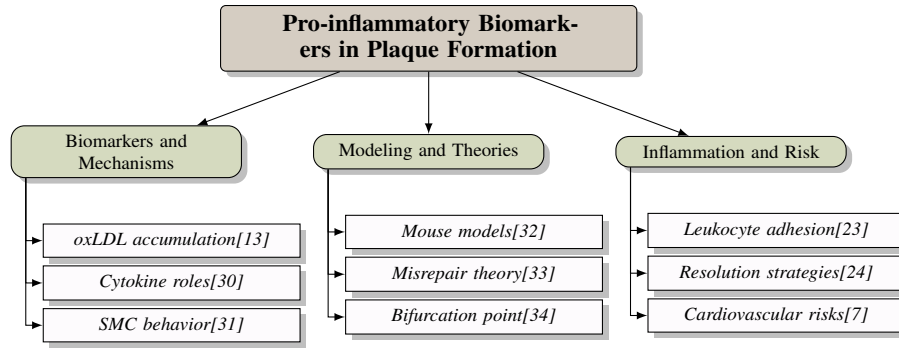 Pro-inflammatory Biomark-
ers in Plaque Formation
Biomarkers and
Mechanisms
oxLDL accumulation[13]
Cytokine roles[30]
SMC behavior[31]
Modeling and Theories
Mouse models[32]
Misrepair theory[33]
Bifurcation point[34]
Inflammation and Risk
Leukocyte adhesion[23]
Resolution strategies[24]
Cardiovascular risks[7]